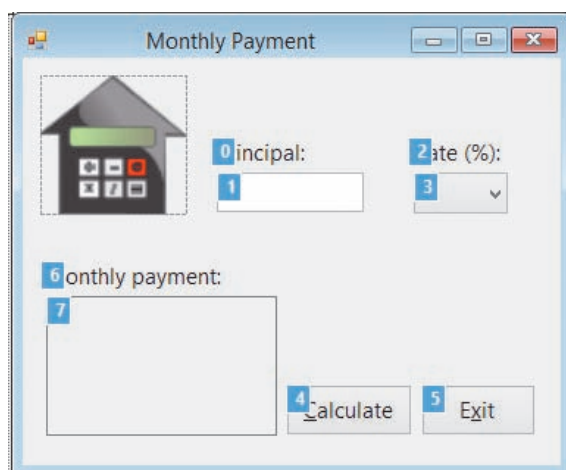 Monthly Payment
0 incipal: 2 ate (%):
1 3
6 onthly payment:
7
4 Calculate 5 Exit